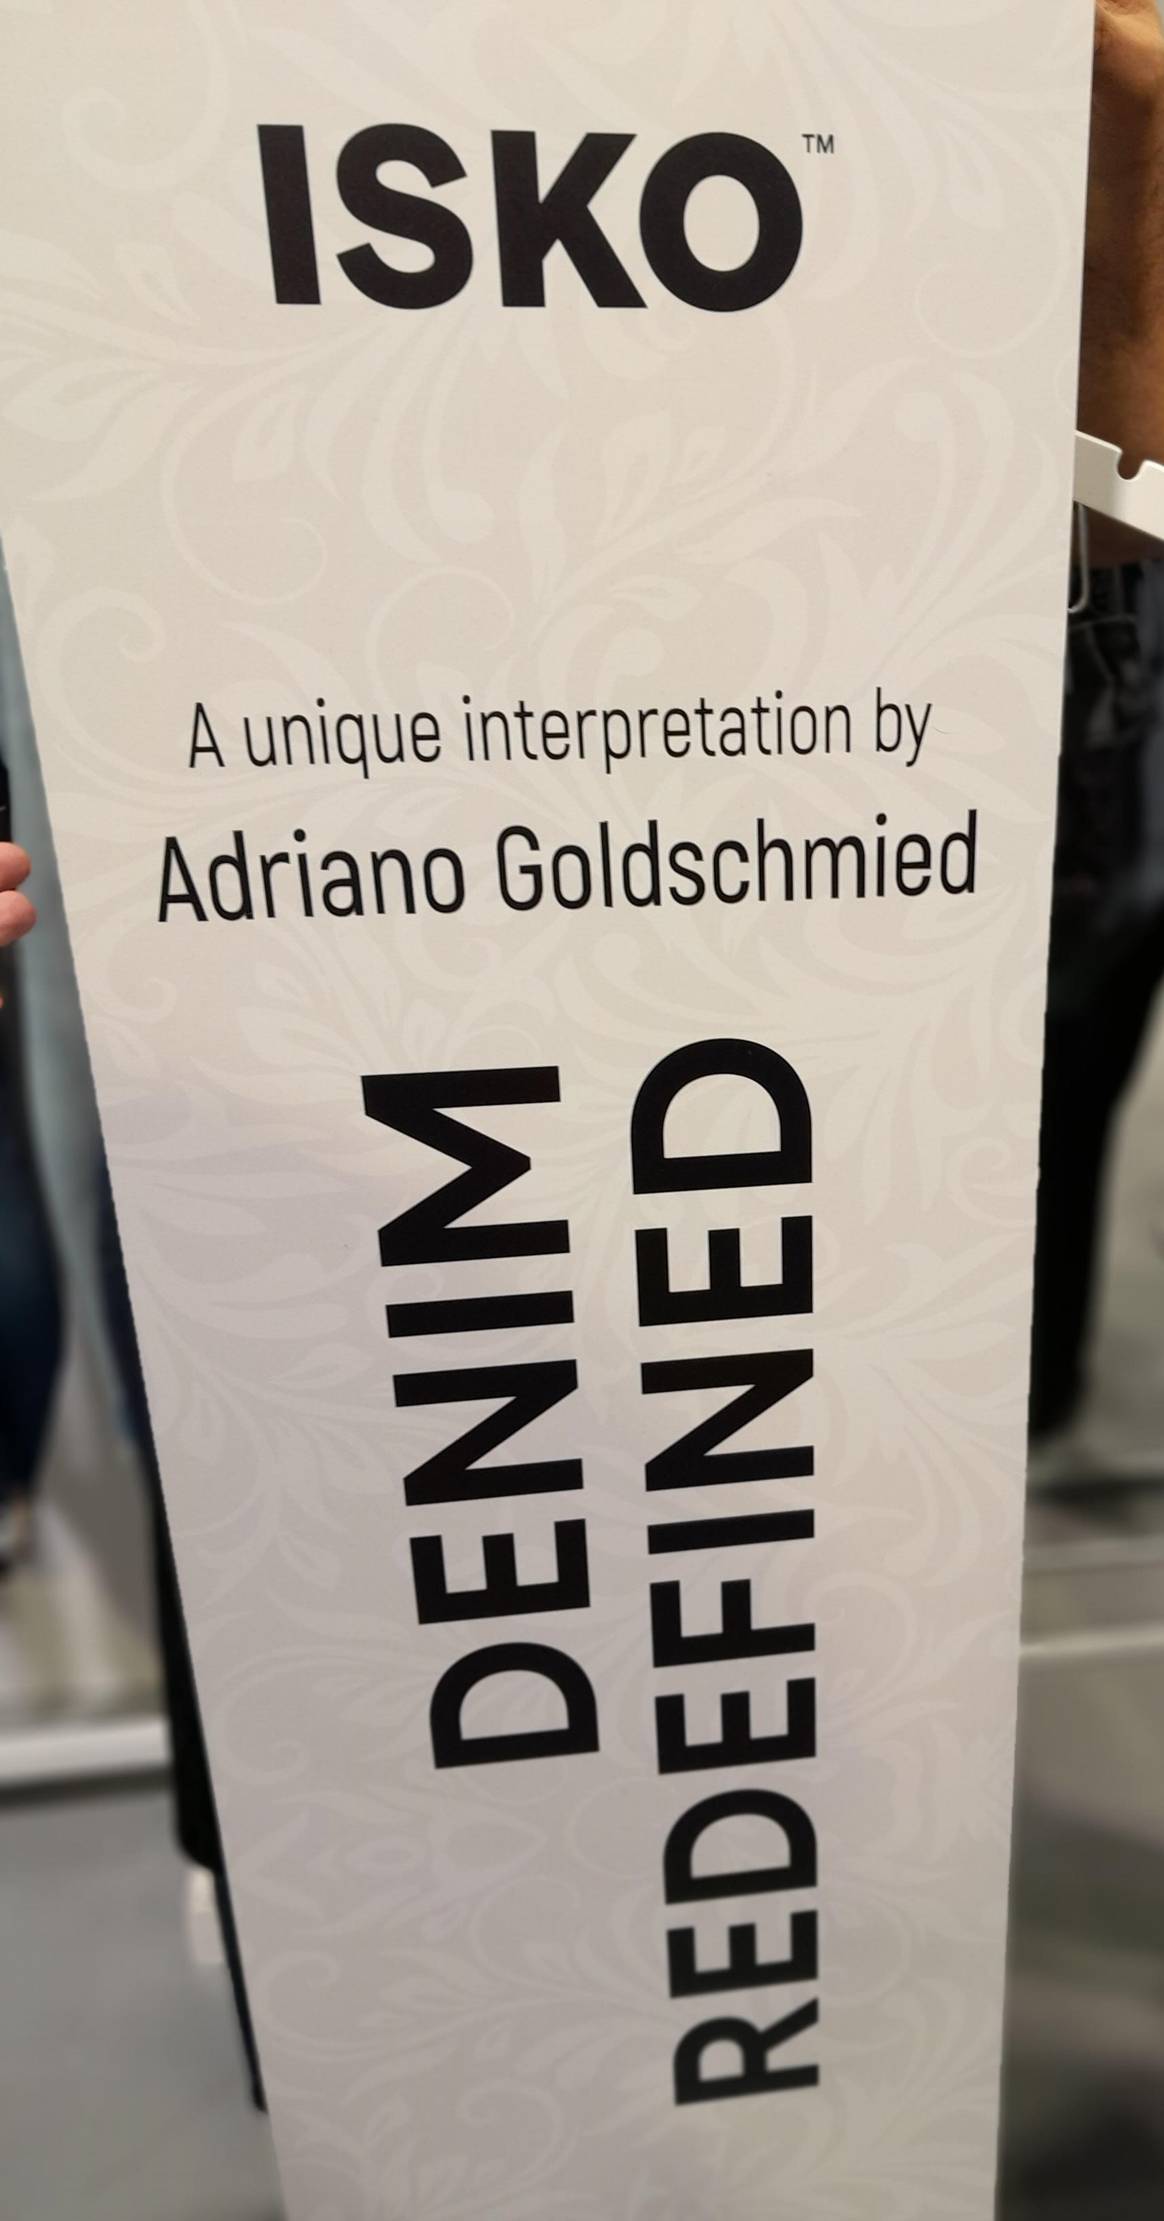 ISKO™
A unique interpretation by
Adriano Goldschmied
DENIM
REDEFINED